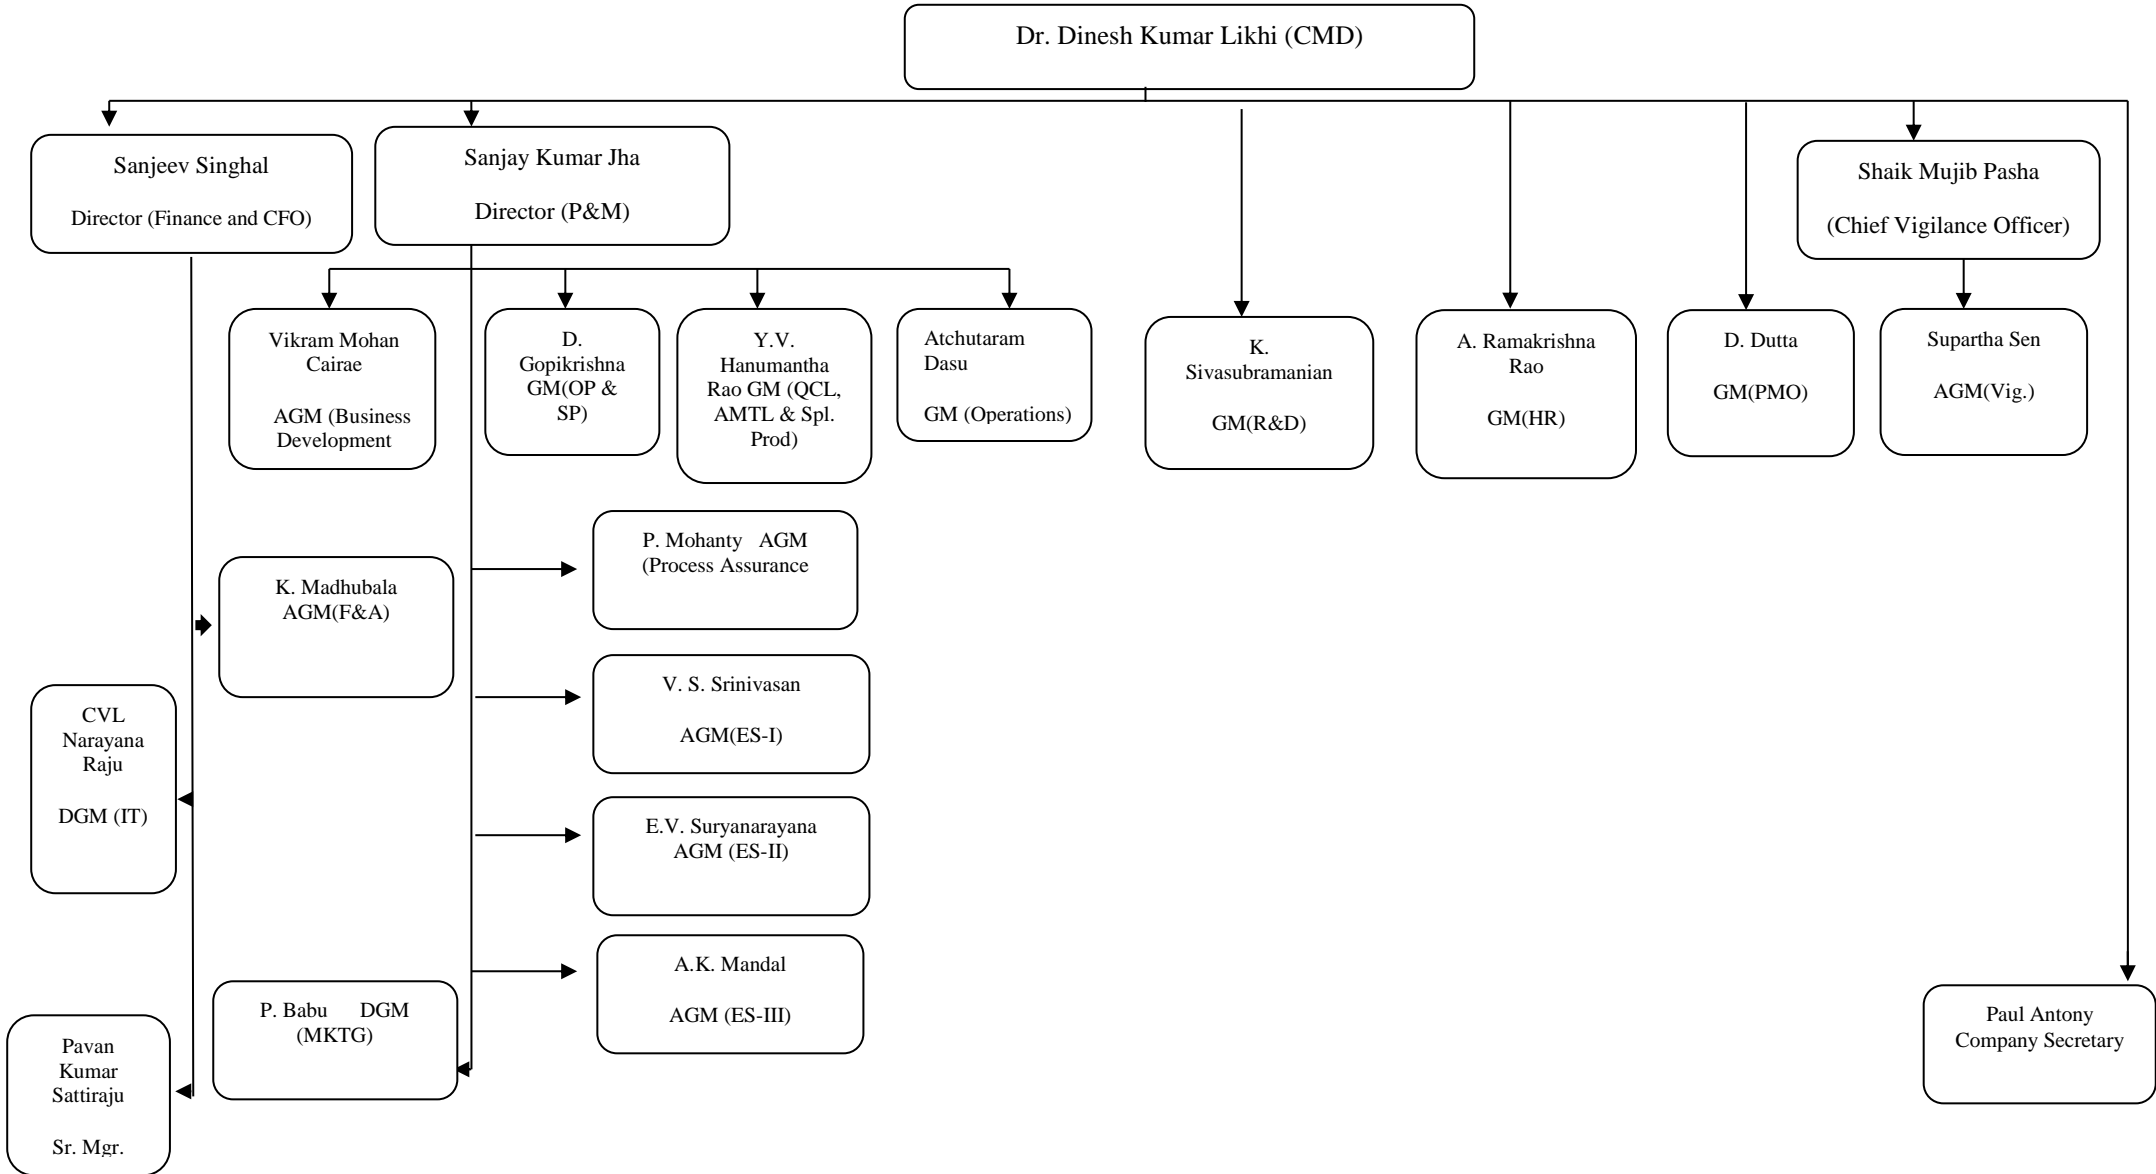 Dr. Dinesh Kumar Likhi (CMD)
Sanjeev Singhal
Director (Finance and CFO)
Sanjay Kumar Jha
Director (P&M)
Shaik Mujib Pasha
(Chief Vigilance Officer)
Vikram Mohan
Cairae
AGM (Business
Development
D.
Gopikrishna
GM(OP &
SP)
Y.V.
Hanumantha
Rao GM (QCL,
AMTL & Spl.
Prod)
Atchutaram
Dasu
GM (Operations)
K.
Sivasubramanian
GM(R&D)
A. Ramakrishna
Rao
GM(HR)
D. Dutta
GM(PMO)
Supartha Sen
AGM(Vig.)
P. Mohanty AGM
(Process Assurance
K. Madhubala
AGM(F&A)
V. S. Srinivasan
AGM(ES-I)
CVL
Narayana
Raju
DGM (IT)
E.V. Suryanarayana
AGM (ES-II)
A.K. Mandal
AGM (ES-III)
P. Babu DGM
(MKTG)
Paul Antony
Company Secretary
Pavan
Kumar
Sattiraju
Sr. Mgr.